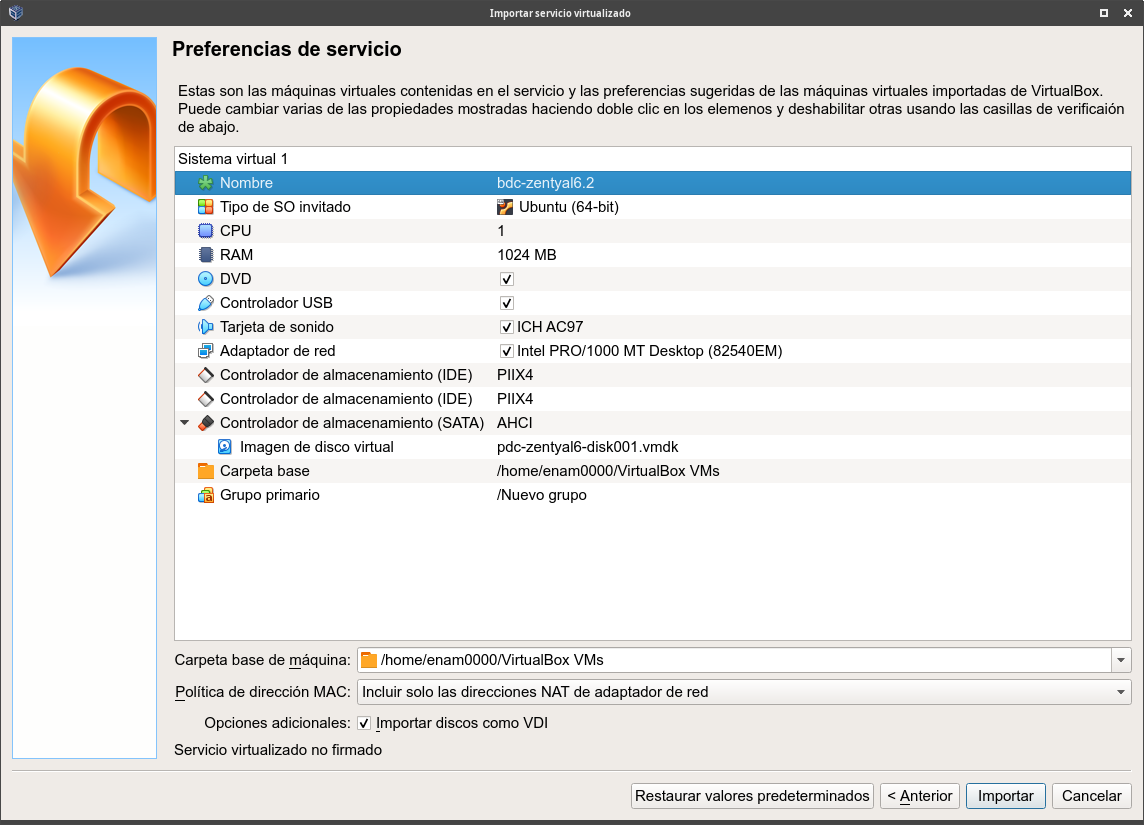 Importar servicio virtualizado
Preferencias de servicio
Estas son las máquinas virtuales contenidas en el servicio y las preferencias sugeridas de las máquinas virtuales importadas de VirtualBox.
Puede cambiar varias de las propiedades mostradas haciendo doble clic en los elemenos y deshabilitar otras usando las casillas de verificaión
de abajo.
Sistema virtual 1
Nombre bdc-zentyal6.2
Tipo de SO invitado Ubuntu (64-bit)
CPU 1
RAM 1024 MB
DVD
Controlador USB
Tarjeta de sonido ICH AC97
Adaptador de red Intel PRO/1000 MT Desktop (82540EM)
Controlador de almacenamiento (IDE) PIIX4
Controlador de almacenamiento (IDE) PIIX4
Controlador de almacenamiento (SATA) AHCI
Imagen de disco virtual pdc-zentyal6-disk001.vmdk
Carpeta base /home/enam0000/VirtualBox VMs
Grupo primario /Nuevo grupo
Carpeta base de máquina: /home/enam0000/VirtualBox VMs
Política de dirección MAC: Incluir solo las direcciones NAT de adaptador de red
Opciones adicionales: Importar discos como VDI
Servicio virtualizado no firmado
Restaurar valores predeterminados < Anterior Importar Cancelar